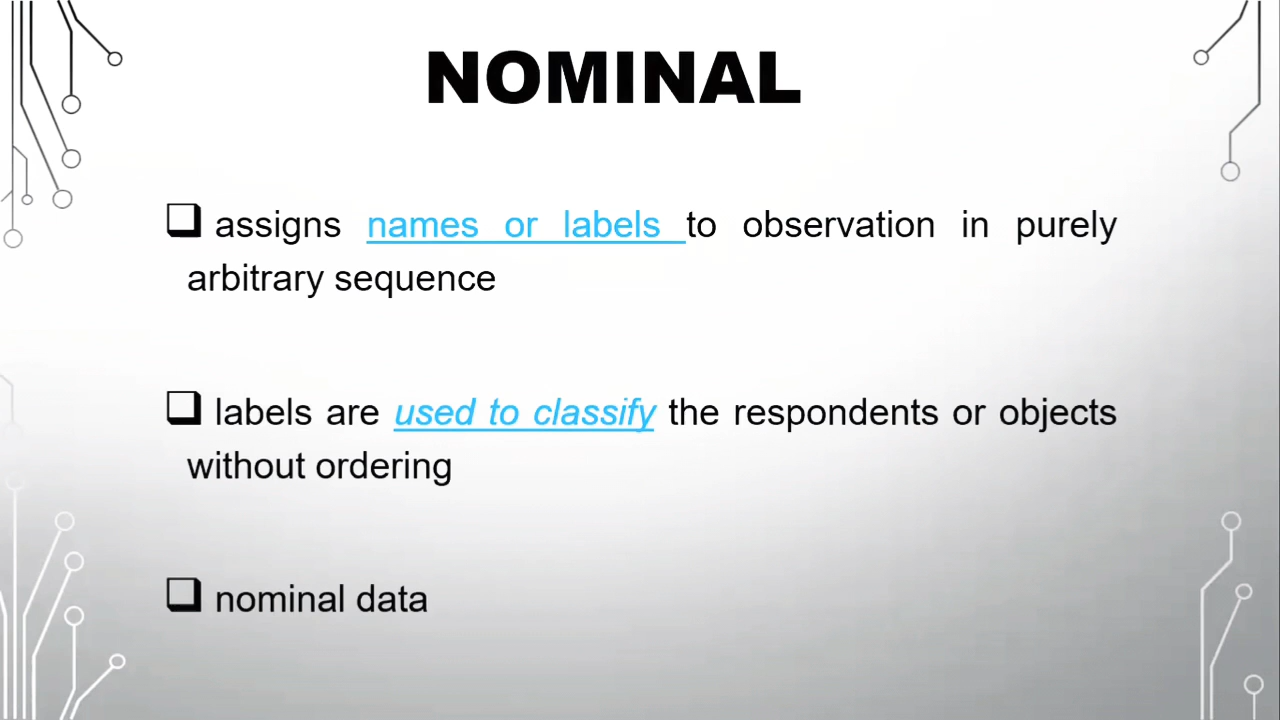 NOMINAL
assigns names or labels to observation in purely
arbitrary sequence
labels are used to classify the respondents or objects
without ordering
nominal data